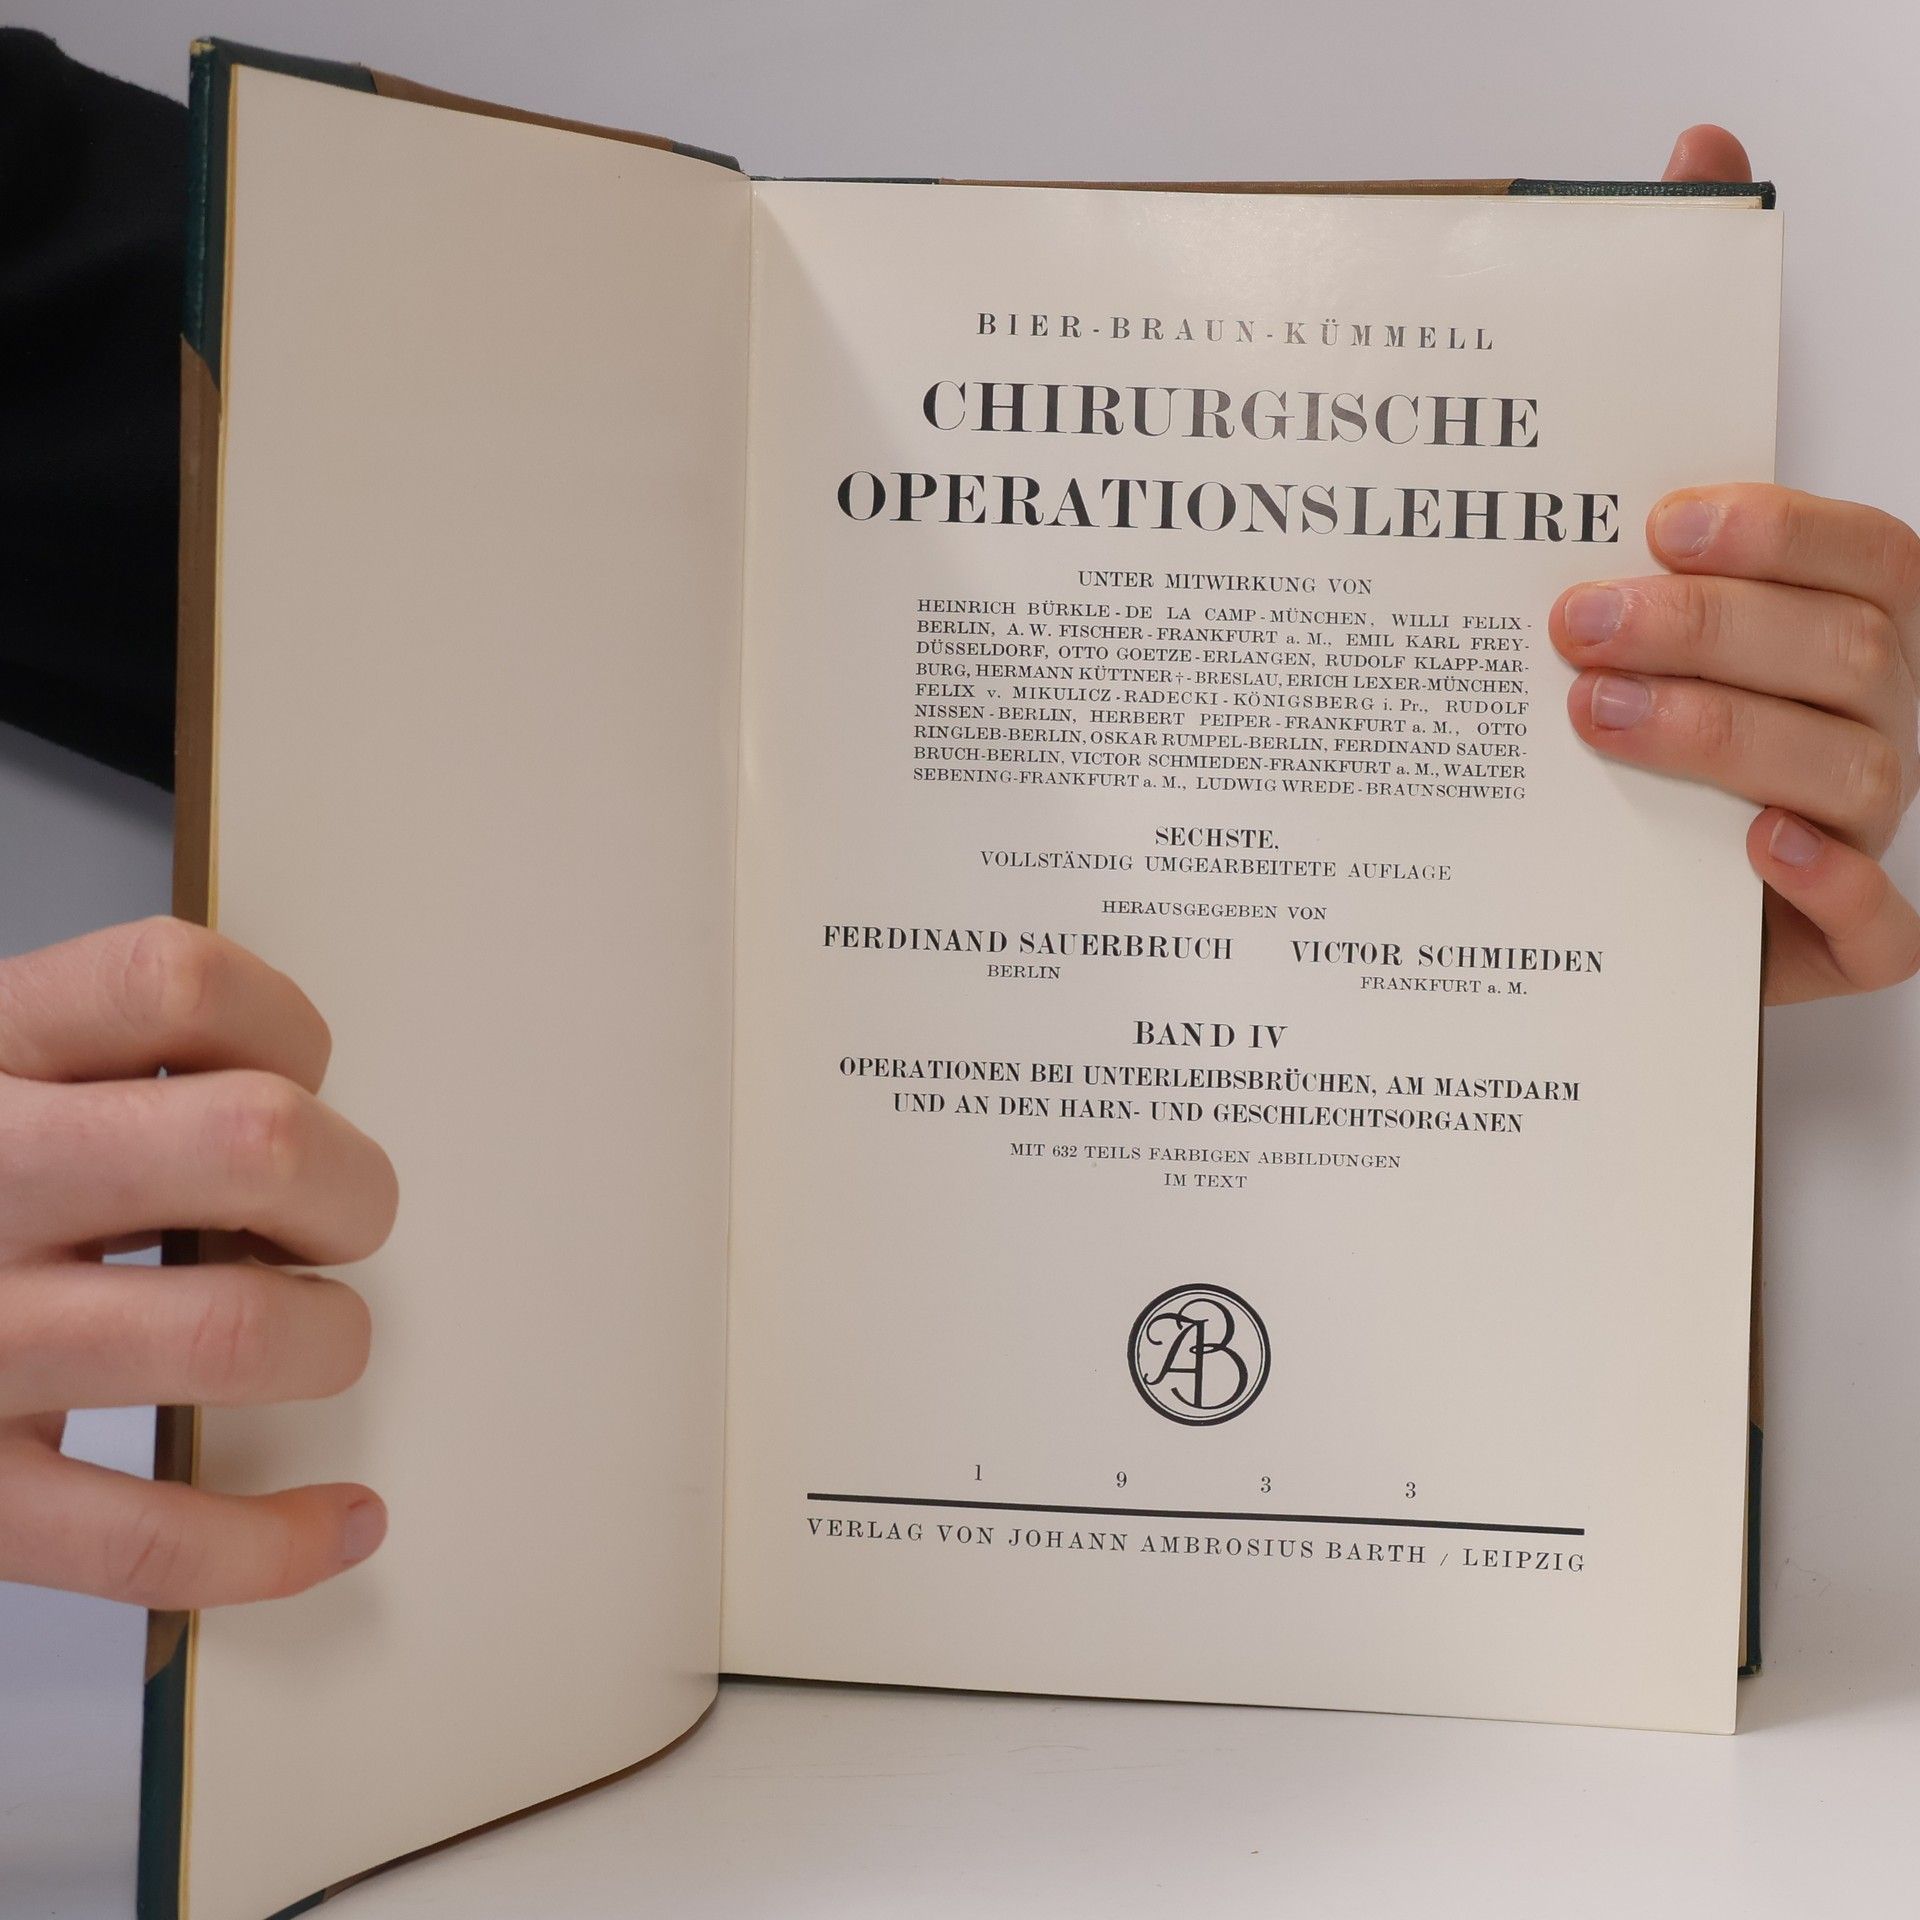 BIER-BRAUN-KÜMMELL
CHIRURGISCHE
OPERATIONSLEHRE
UNTER MITWIRKUNG VON
HEINRICH BÜRKLE-DE LA CAMP-MÜNCHEN, WILLI FELIX-
BERLIN, A. W. FISCHER-FRANKFURT a. M., EMIL KARL FREY-
DÜSSELDORF, OTTO GOETZE-ERLANGEN, RUDOLF KLAPP-MAR-
BURG, HERMANN KÜTTNER†-BRESLAU, ERICH LEXER-MÜNCHEN,
FELIX v. MIKULICZ-RADECKI-KÖNIGSBERG i. Pr., RUDOLF
NISSEN-BERLIN, HERBERT PEIPER-FRANKFURT a. M., OTTO
RINGLEB-BERLIN, OSKAR RUMPEL-BERLIN, FERDINAND SAUER-
BRUCH-BERLIN, VICTOR SCHMIEDEN-FRANKFURT a. M., WALTER
SEBENING-FRANKFURT a. M., LUDWIG WREDE-BRAUNSCHWEIG
SECHSTE,
VOLLSTÄNDIG UMGEARBEITETE AUFLAGE
HERAUSGEGEBEN VON
FERDINAND SAUERBRUCH VICTOR SCHMIEDEN
BERLIN FRANKFURT a. M.
BAND IV
OPERATIONEN BEI UNTERLEIBSBRÜCHEN, AM MASTDARM
UND AN DEN HARN- UND GESCHLECHTSORGANEN
MIT 632 TEILS FARBIGEN ABBILDUNGEN
IM TEXT
AB
1 9 3 3
VERLAG VON JOHANN AMBROSIUS BARTH / LEIPZIG